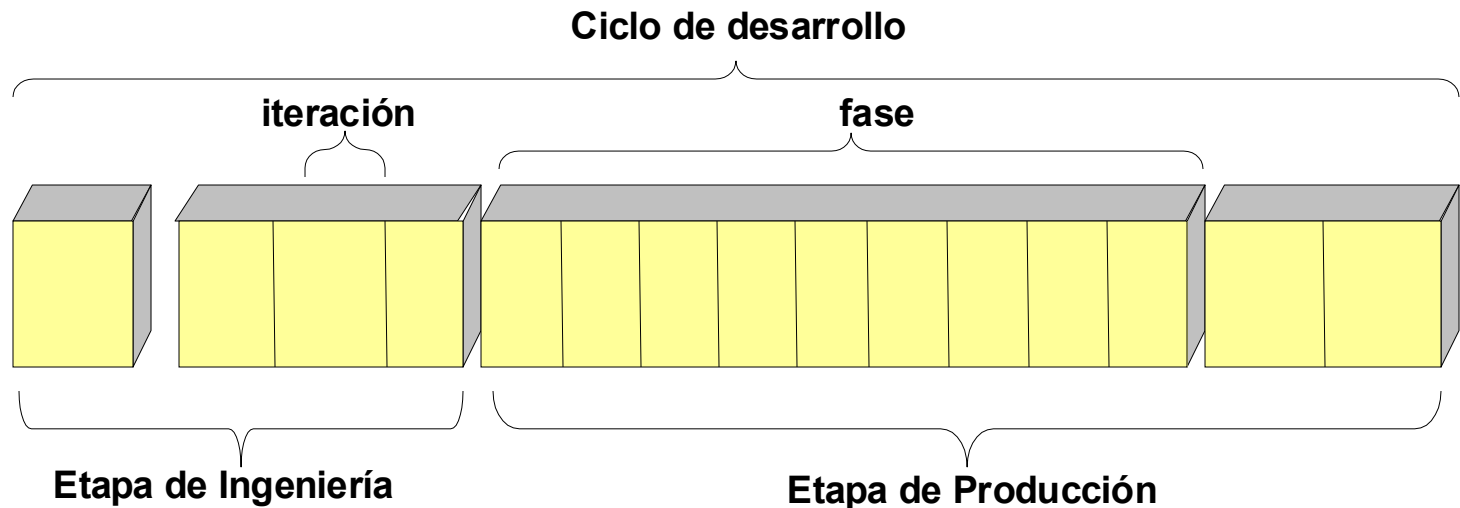 Ciclo de desarrollo
iteración
fase
Etapa de Ingeniería
Etapa de Producción